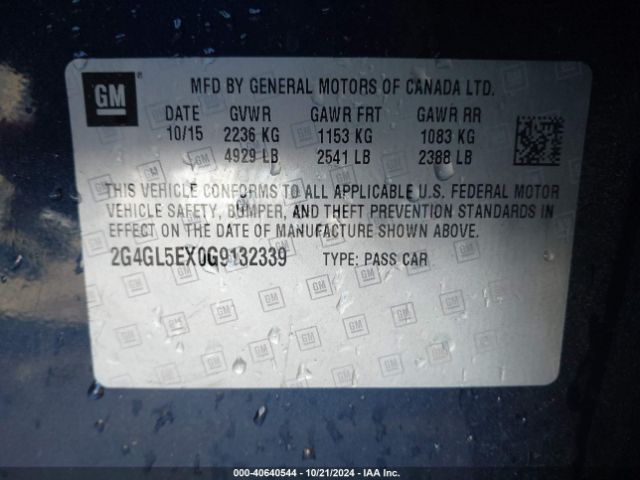 GM
MFD BY GENERAL MOTORS OF CANADA LTD.
DATE GVWR GAWR FRT GAWR RR
10/15 2236 KG 1153 KG 1083 KG
4929 LB 2541 LB 2388 LB
THIS VEHICLE CONFORMS TO ALL APPLICABLE U.S. FEDERAL MOTOR
VEHICLE SAFETY, BUMPER, AND THEFT PREVENTION STANDARDS IN
EFFECT ON THE DATE OF MANUFACTURE SHOWN ABOVE.
2G4GL5EX0G9132339 TYPE: PASS CAR
000-40640544 - 10/21/2024 - IAA Inc.